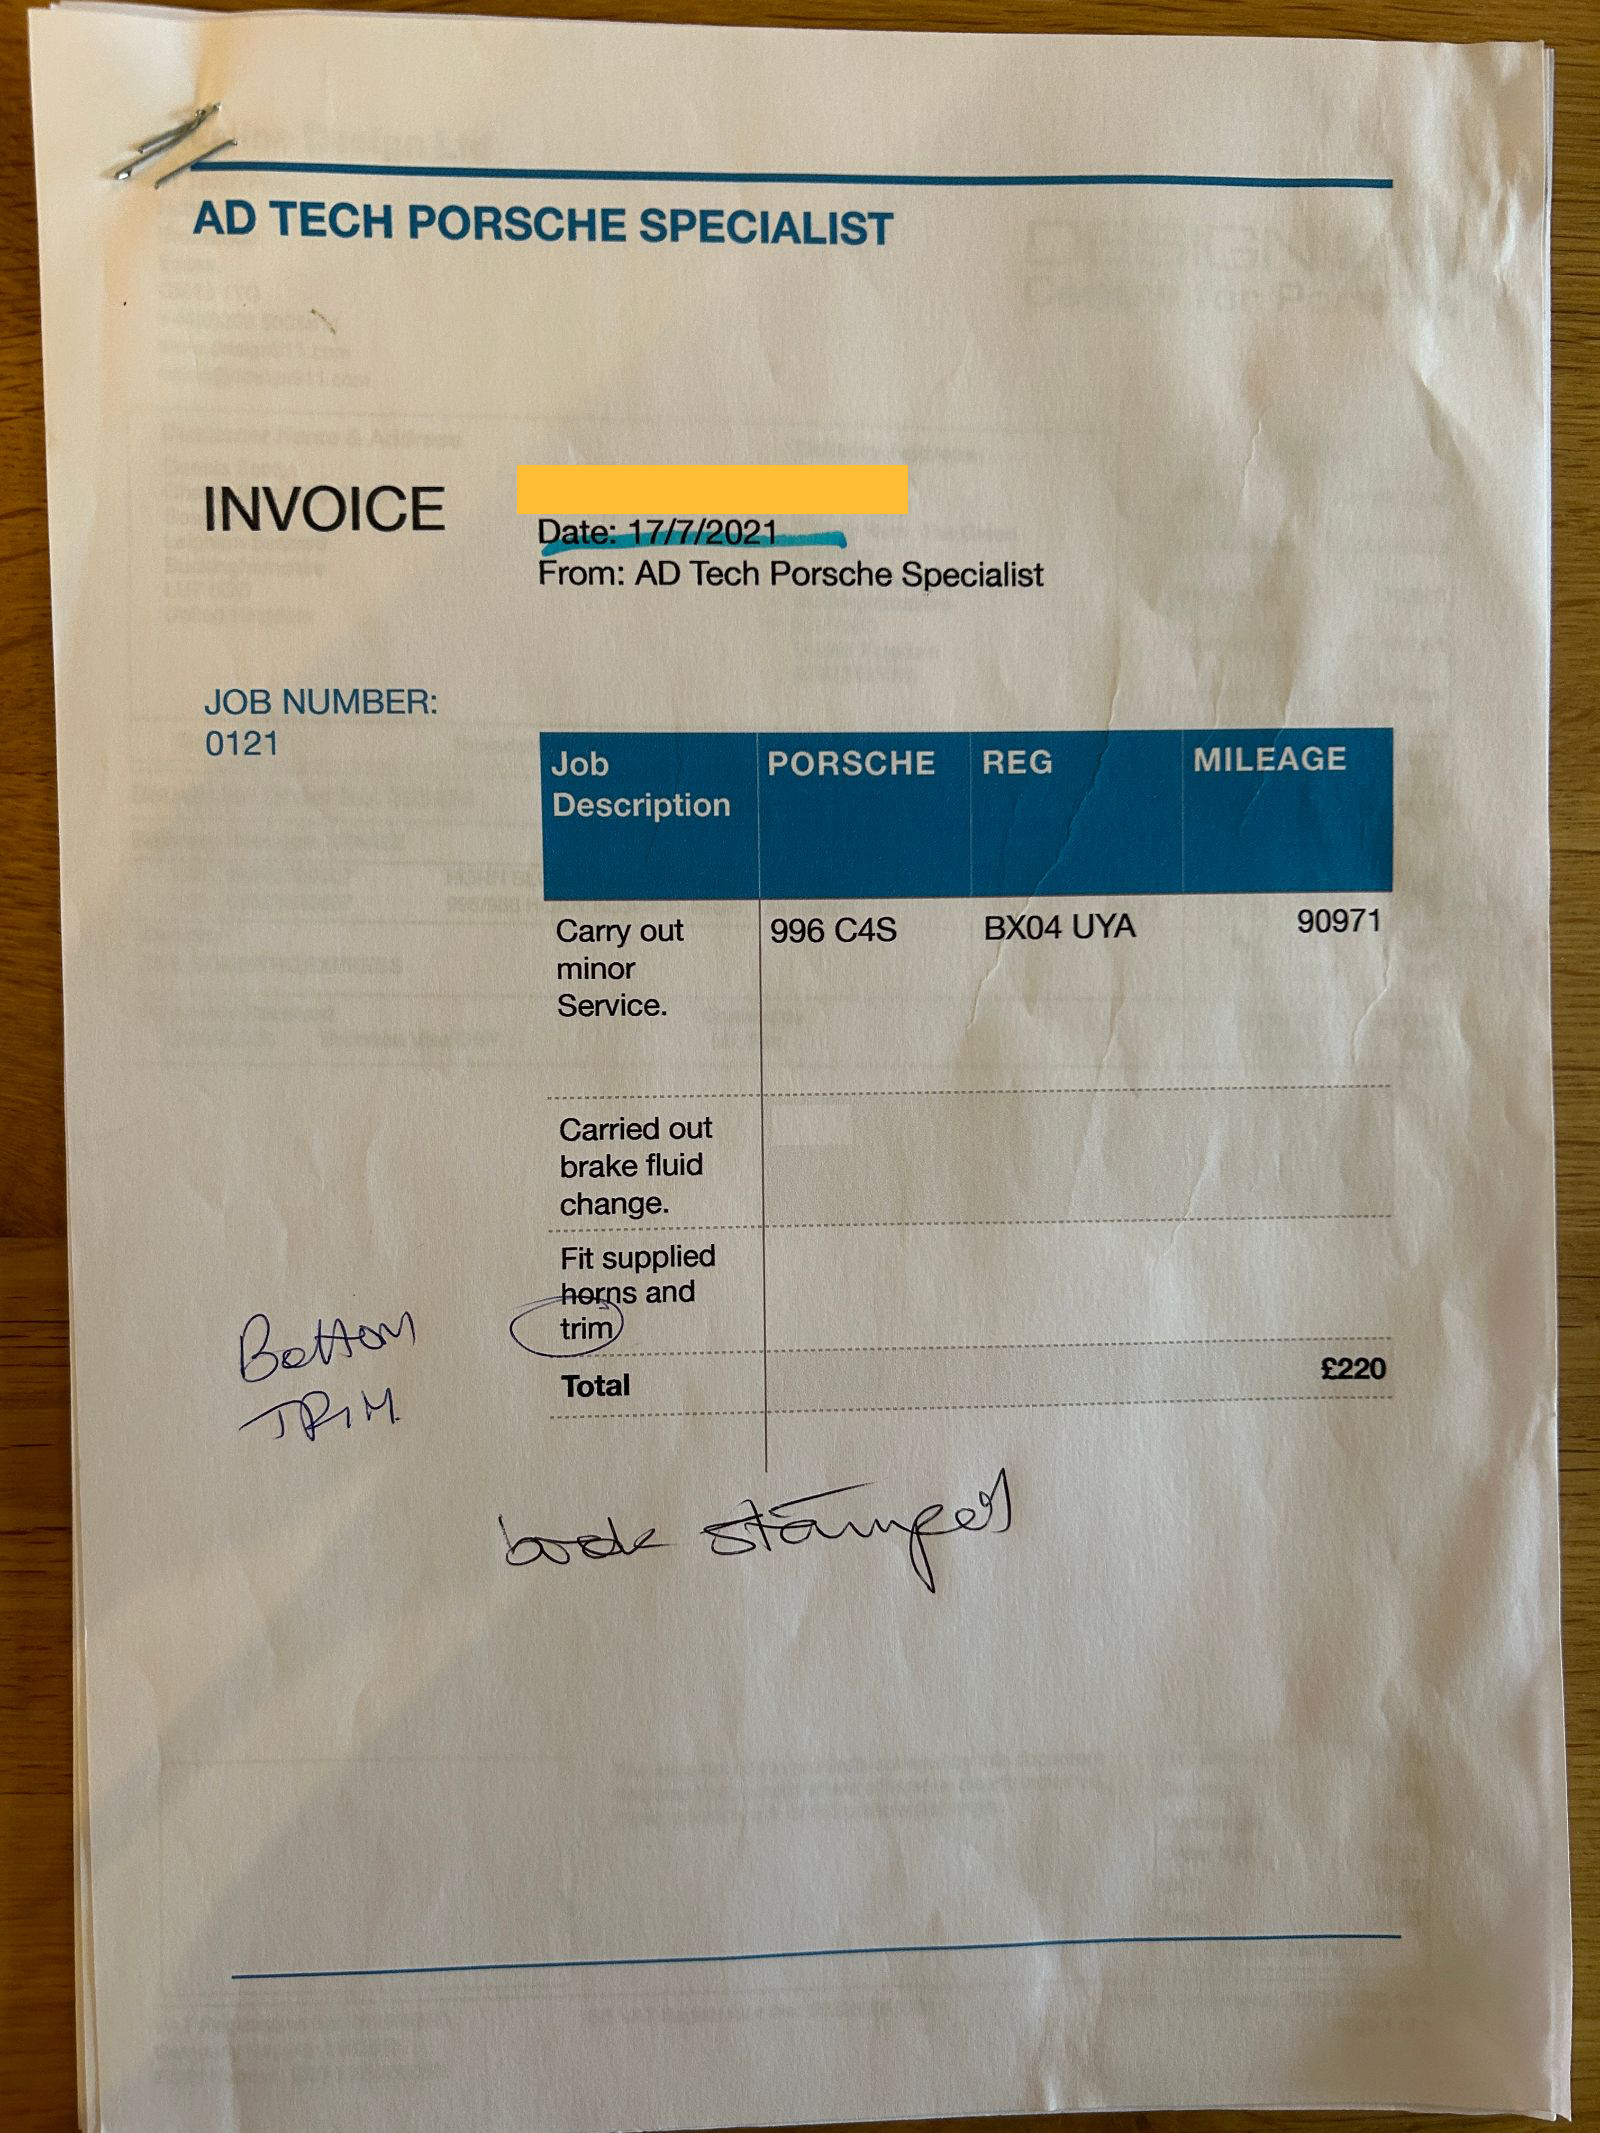 AD TECH PORSCHE SPECIALIST
INVOICE
Date: 17/7/2021
From: AD Tech Porsche Specialist
JOB NUMBER:
0121
Job Description PORSCHE REG MILEAGE
Carry out 996 C4S BX04 UYA 90971
minor
Service.
Carried out
brake fluid
change.
Fit supplied
horns and
trim
Bottom
TRIM
Total £220
book stamped